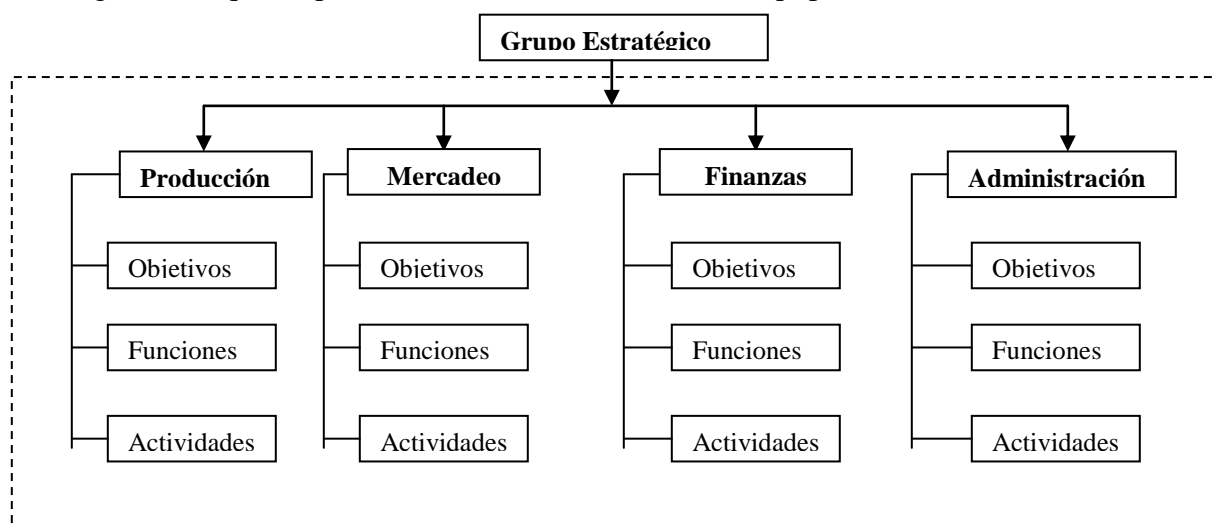 Grupo Estratégico
Producción
Mercadeo
Finanzas
Administración
Objetivos
Objetivos
Objetivos
Objetivos
Funciones
Funciones
Funciones
Funciones
Actividades
Actividades
Actividades
Actividades